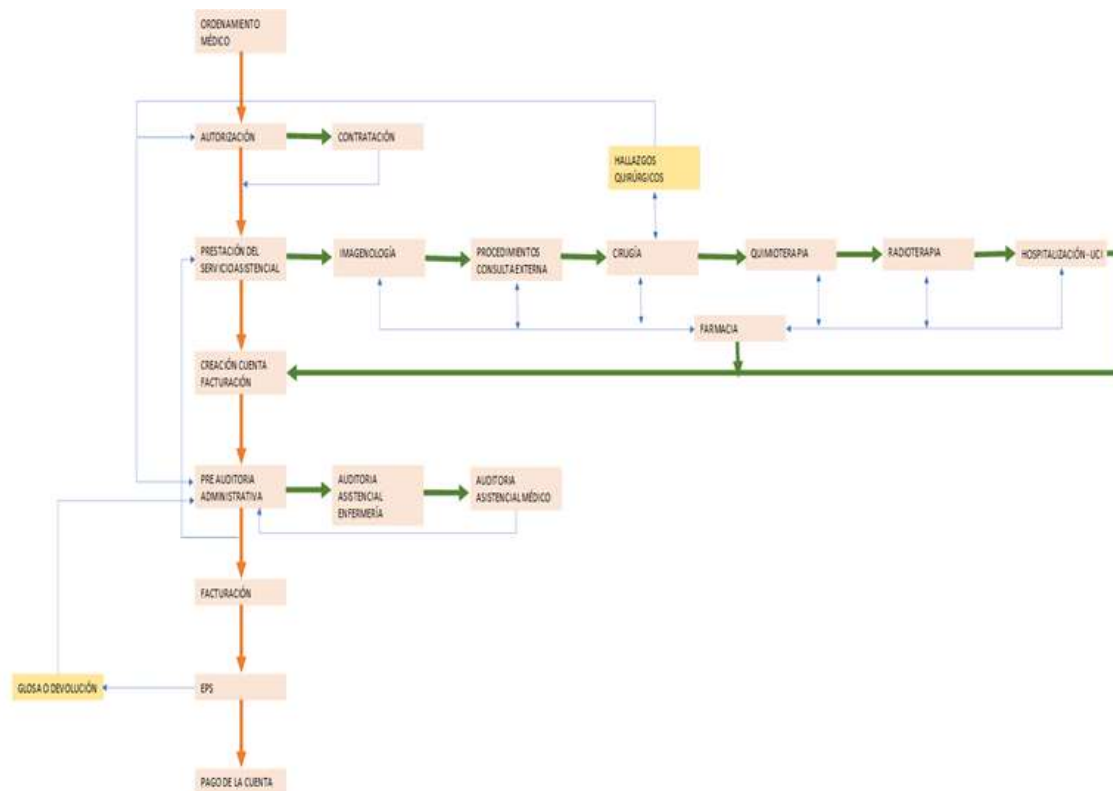 ORDENAMIENTO
MÉDICO
AUTORIZACIÓN
CONTRATACIÓN
HALLAZGOS
QUIRÚRGICOS
PRESTACIÓN DEL
SERVICIO ASISTENCIAL
IMAGENOLOGÍA
PROCEDIMIENTOS
CONSULTA EXTERNA
CIRUGÍA
QUIMIOTERAPIA
RADIOTERAPIA
HOSPITALIZACIÓN - UCI
FARMACIA
CREACIÓN CUENTA
FACTURACIÓN
PRE AUDITORIA
ADMINISTRATIVA
AUDITORIA
ASISTENCIAL
ENFERMERÍA
AUDITORIA
ASISTENCIAL MÉDICO
FACTURACIÓN
GLOSA O DEVOLUCIÓN
EPS
PAGO DE LA CUENTA